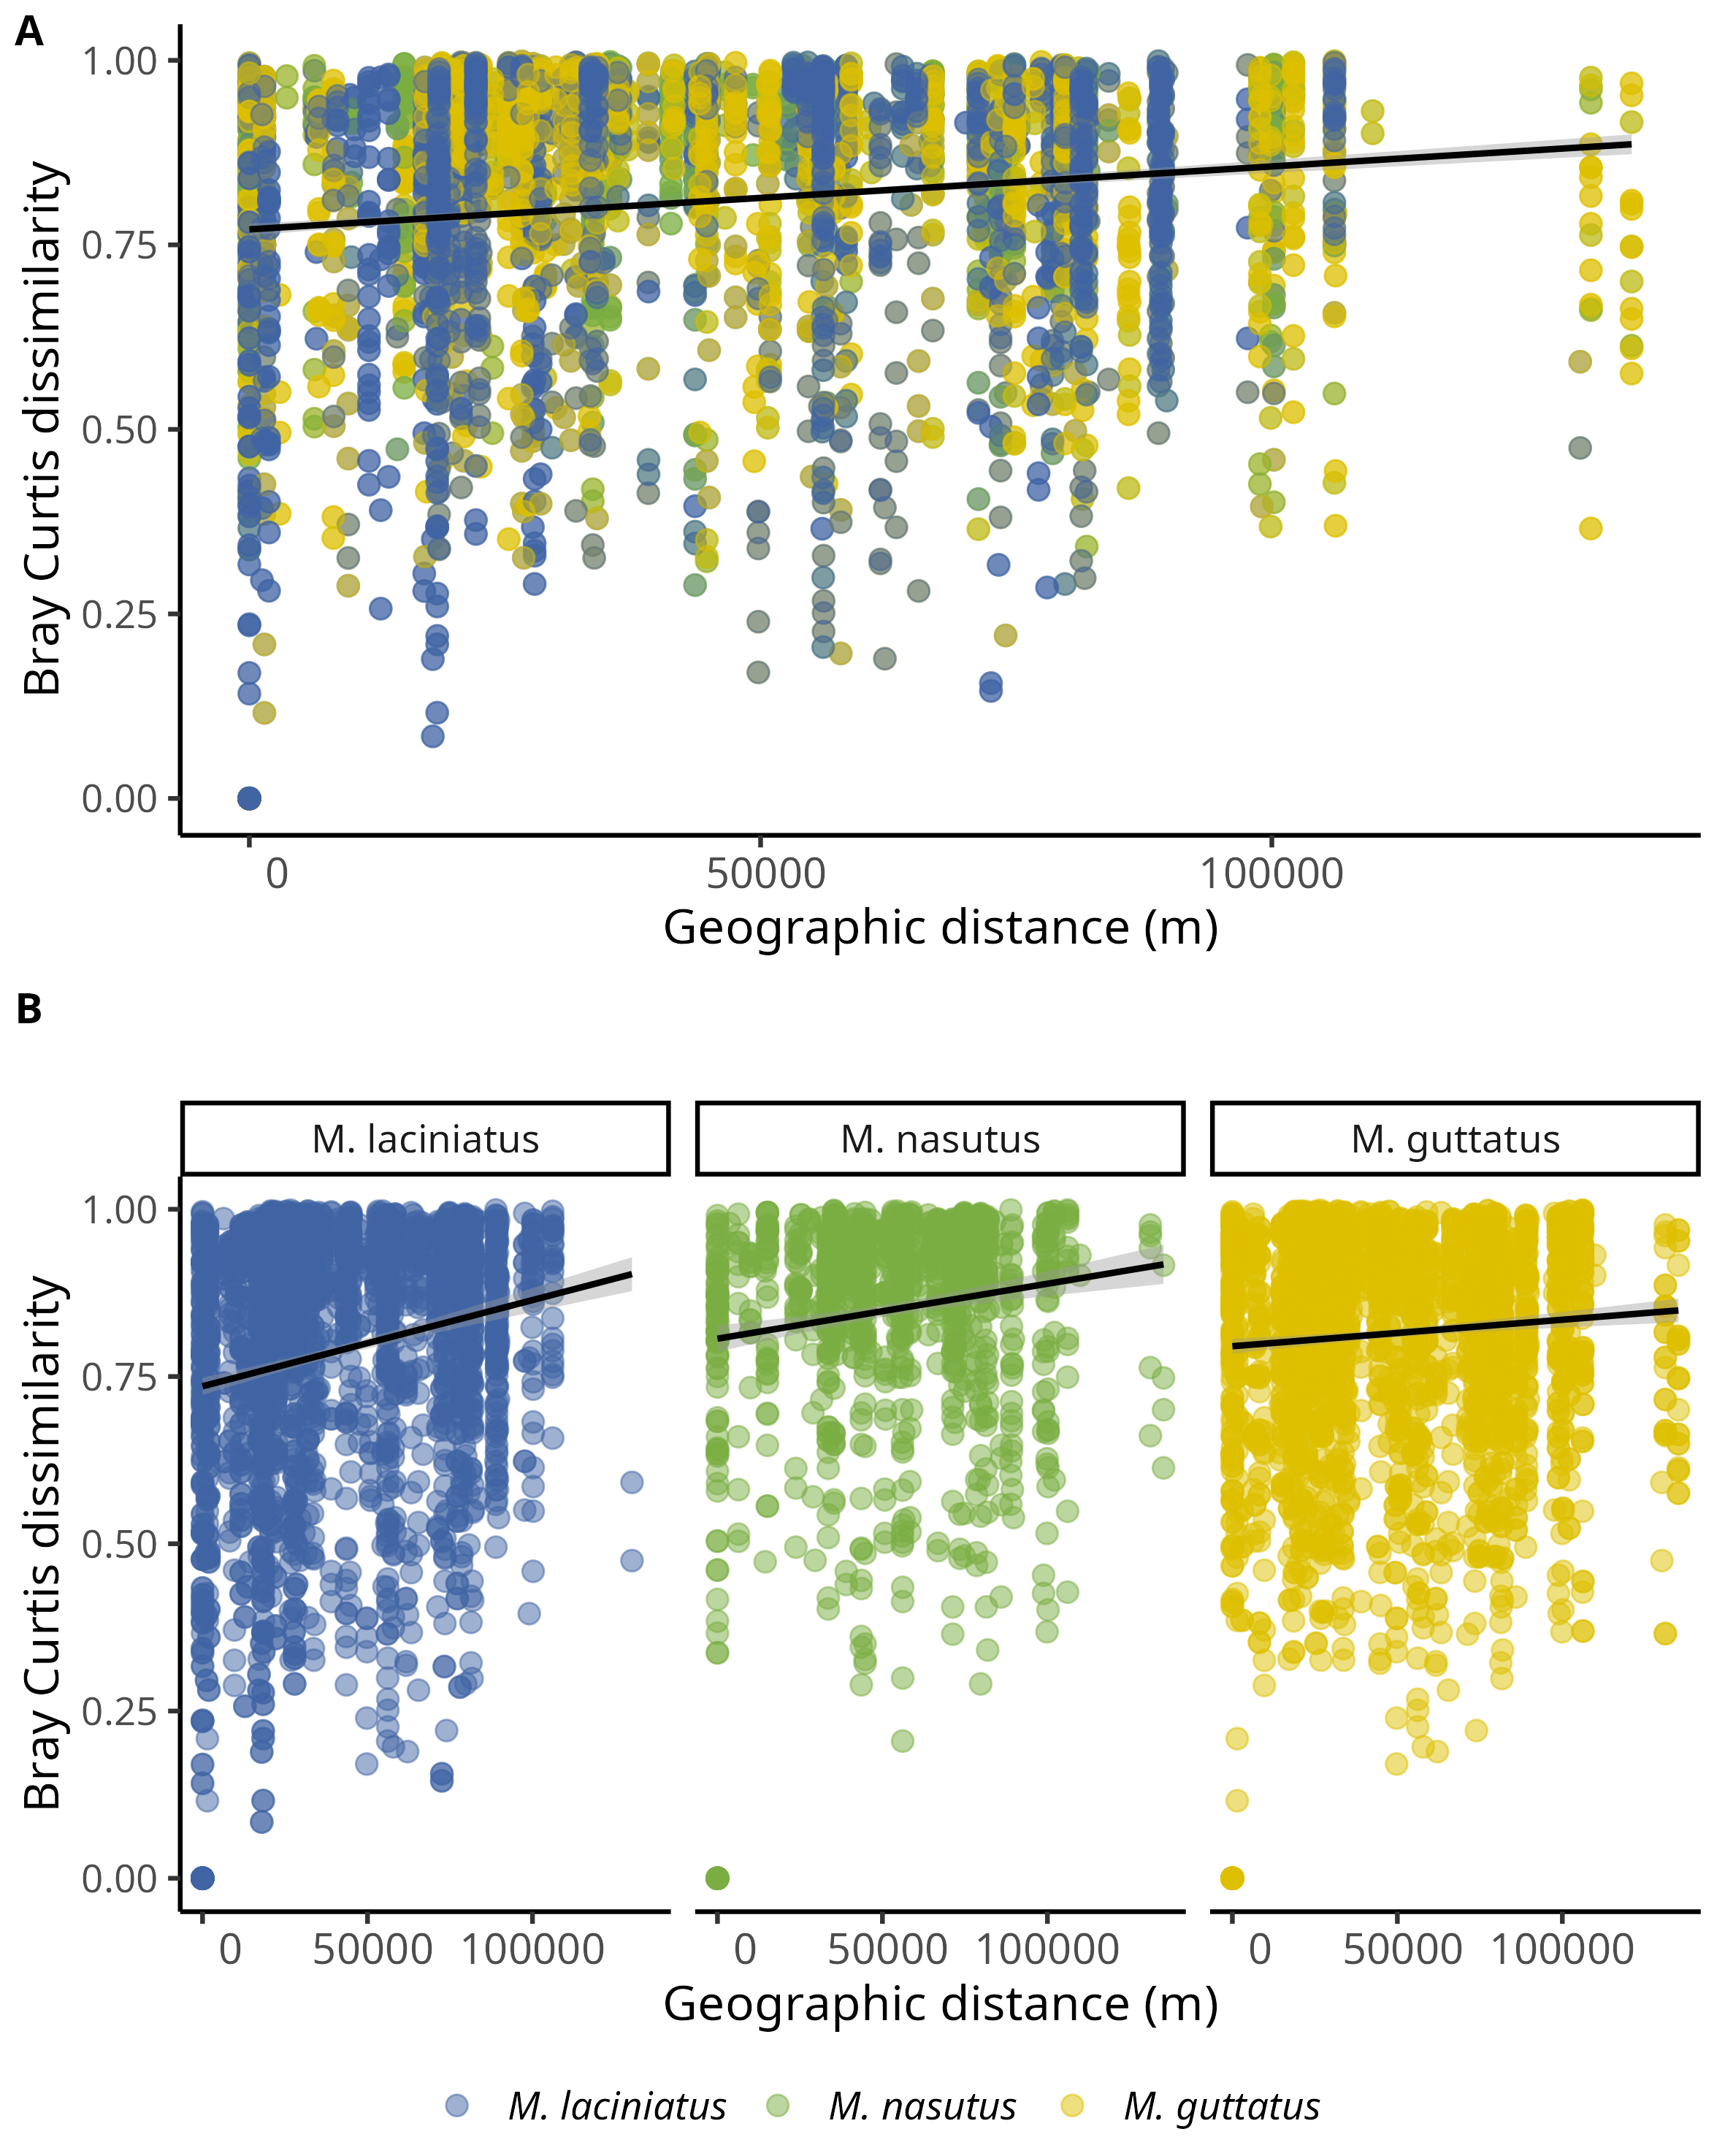 A
1.00
0.75
0.50
0.25
0.00
Bray Curtis dissimilarity
0 50000 100000
Geographic distance (m)
B
M. laciniatus M. nasutus M. guttatus
1.00
0.75
0.50
0.25
0.00
Bray Curtis dissimilarity
0 50000 100000 0 50000 100000 0 50000 100000
Geographic distance (m)
M. laciniatus M. nasutus M. guttatus